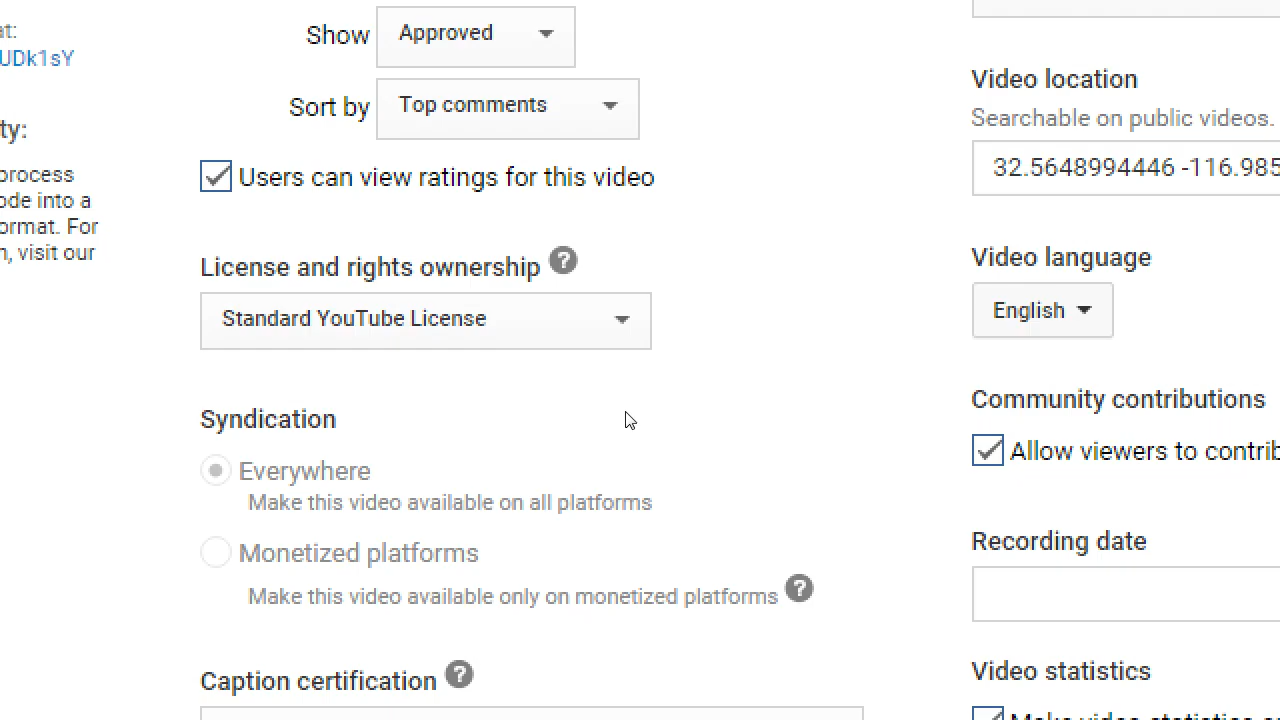 at:
UDk1sY
ty:
process
ode into a
ormat. For
n, visit our
Show Approved
Sort by Top comments
Users can view ratings for this video
License and rights ownership ?
Standard YouTube License
Syndication
Everywhere
Make this video available on all platforms
Monetized platforms
Make this video available only on monetized platforms ?
Caption certification ?
Video location
Searchable on public videos.
32.5648994446 -116.985
Video language
English
Community contributions
Allow viewers to contrib
Recording date
Video statistics
Make video statistics